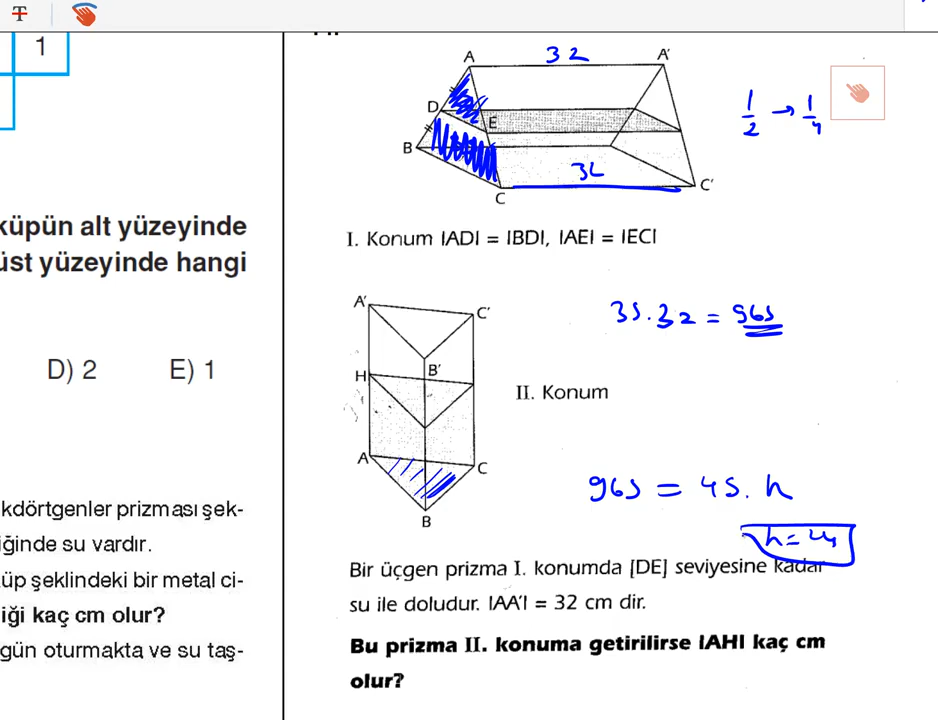 T
1
A
32
A'
D
E
1/2 → 1/4
B
32
C
C'
küpün alt yüzeyinde
üst yüzeyinde hangi
I. Konum |AD| = |BD|, |AE| = |EC|
A'
C'
3S.32 = 96S
D) 2 E) 1
H
B'
II. Konum
A
C
96S = 4S.h
B
h=24
kdörtgenler prizması şek-
iğinde su vardır.
üp şeklindeki bir metal ci-
iği kaç cm olur?
gün oturmakta ve su taş-
Bir üçgen prizma I. konumda [DE] seviyesine kadar
su ile doludur. |AA'| = 32 cm dir.
Bu prizma II. konuma getirilirse |AH| kaç cm
olur?